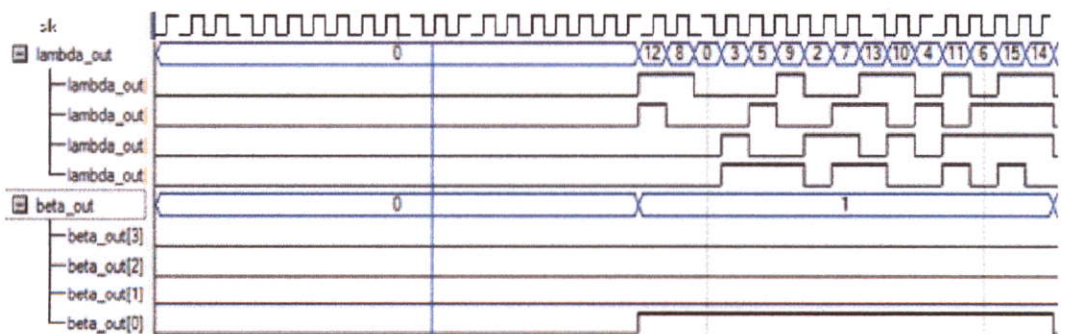 lambda_out 0 12 8 0 3 5 9 2 7 13 10 4 11 6 15 14
lambda_out
lambda_out
lambda_out
lambda_out
beta_out 0 1
beta_out[3]
beta_out[2]
beta_out[1]
beta_out[0]